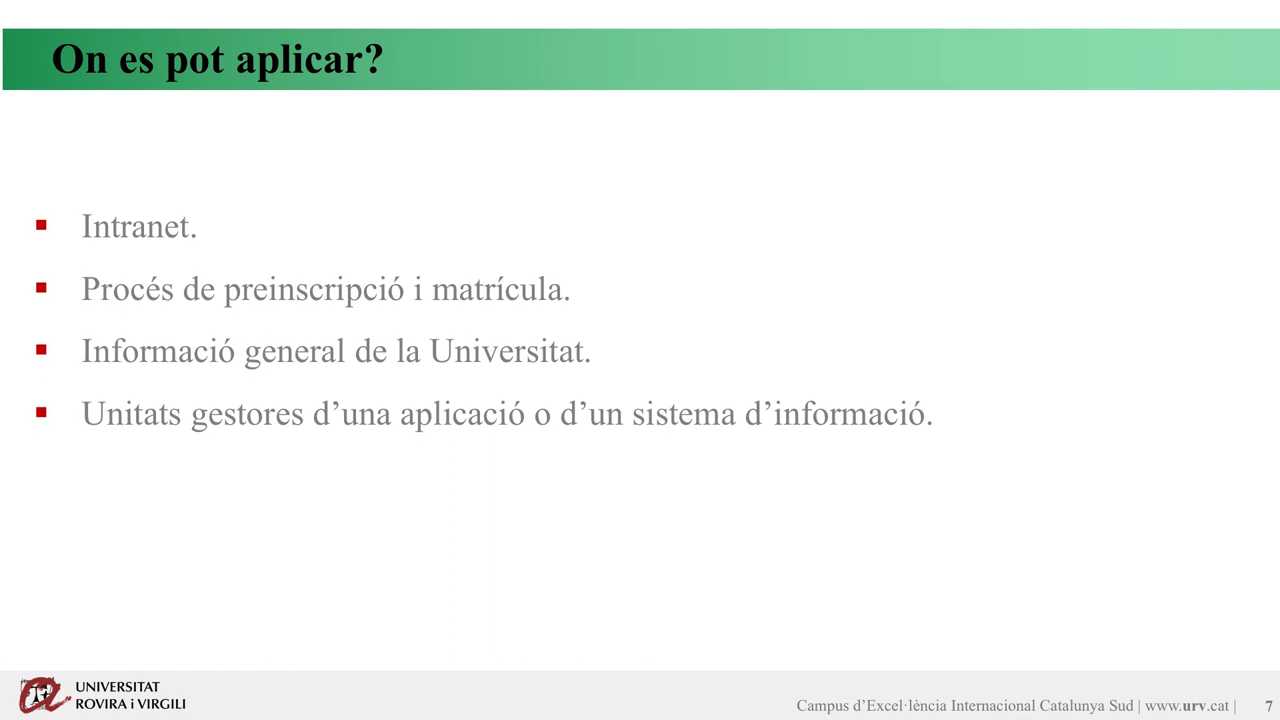 On es pot aplicar?
▪ Intranet.
▪ Procés de preinscripció i matrícula.
▪ Informació general de la Universitat.
▪ Unitats gestores d’una aplicació o d’un sistema d’informació.
UNIVERSITAT
ROVIRA i VIRGILI
Campus d’Excel·lència Internacional Catalunya Sud | www.urv.cat | 7